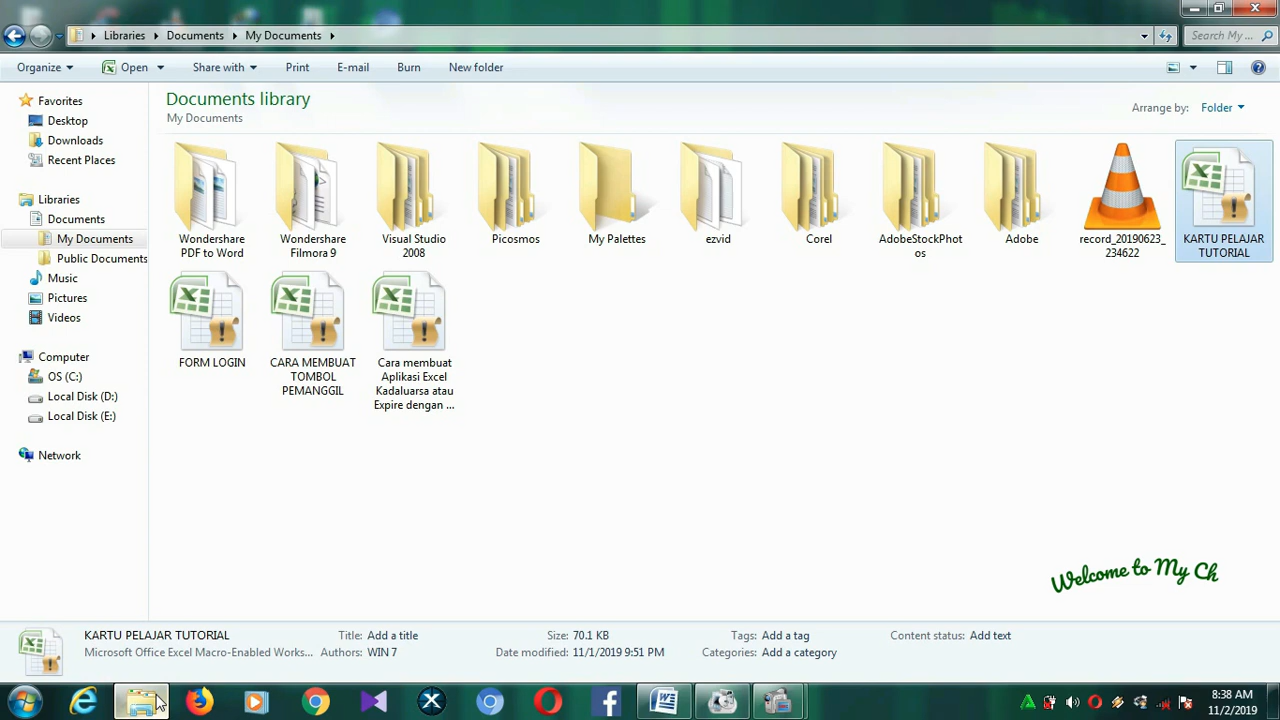 Libraries
Documents
My Documents
Search My ...
Organize
Open
Share with
Print
E-mail
Burn
New folder
Favorites
Desktop
Downloads
Recent Places
Libraries
Documents
My Documents
Public Documents
Music
Pictures
Videos
Computer
OS (C:)
Local Disk (D:)
Local Disk (E:)
Network
Documents library
My Documents
Arrange by: Folder
Wondershare
PDF to Word
Wondershare
Filmora 9
Visual Studio
2008
Picosmos
My Palettes
ezvid
Corel
AdobeStockPhot
os
Adobe
record_20190623_
234622
KARTU PELAJAR
TUTORIAL
FORM LOGIN
CARA MEMBUAT
TOMBOL
PEMANGGIL
Cara membuat
Aplikasi Excel
Kadaluarsa atau
Expire dengan ...
Welcome to My Ch
KARTU PELAJAR TUTORIAL
Microsoft Office Excel Macro-Enabled Works...
Title: Add a title
Authors: WIN 7
Size: 70.1 KB
Date modified: 11/1/2019 9:51 PM
Tags: Add a tag
Categories: Add a category
Content status: Add text
8:38 AM
11/2/2019